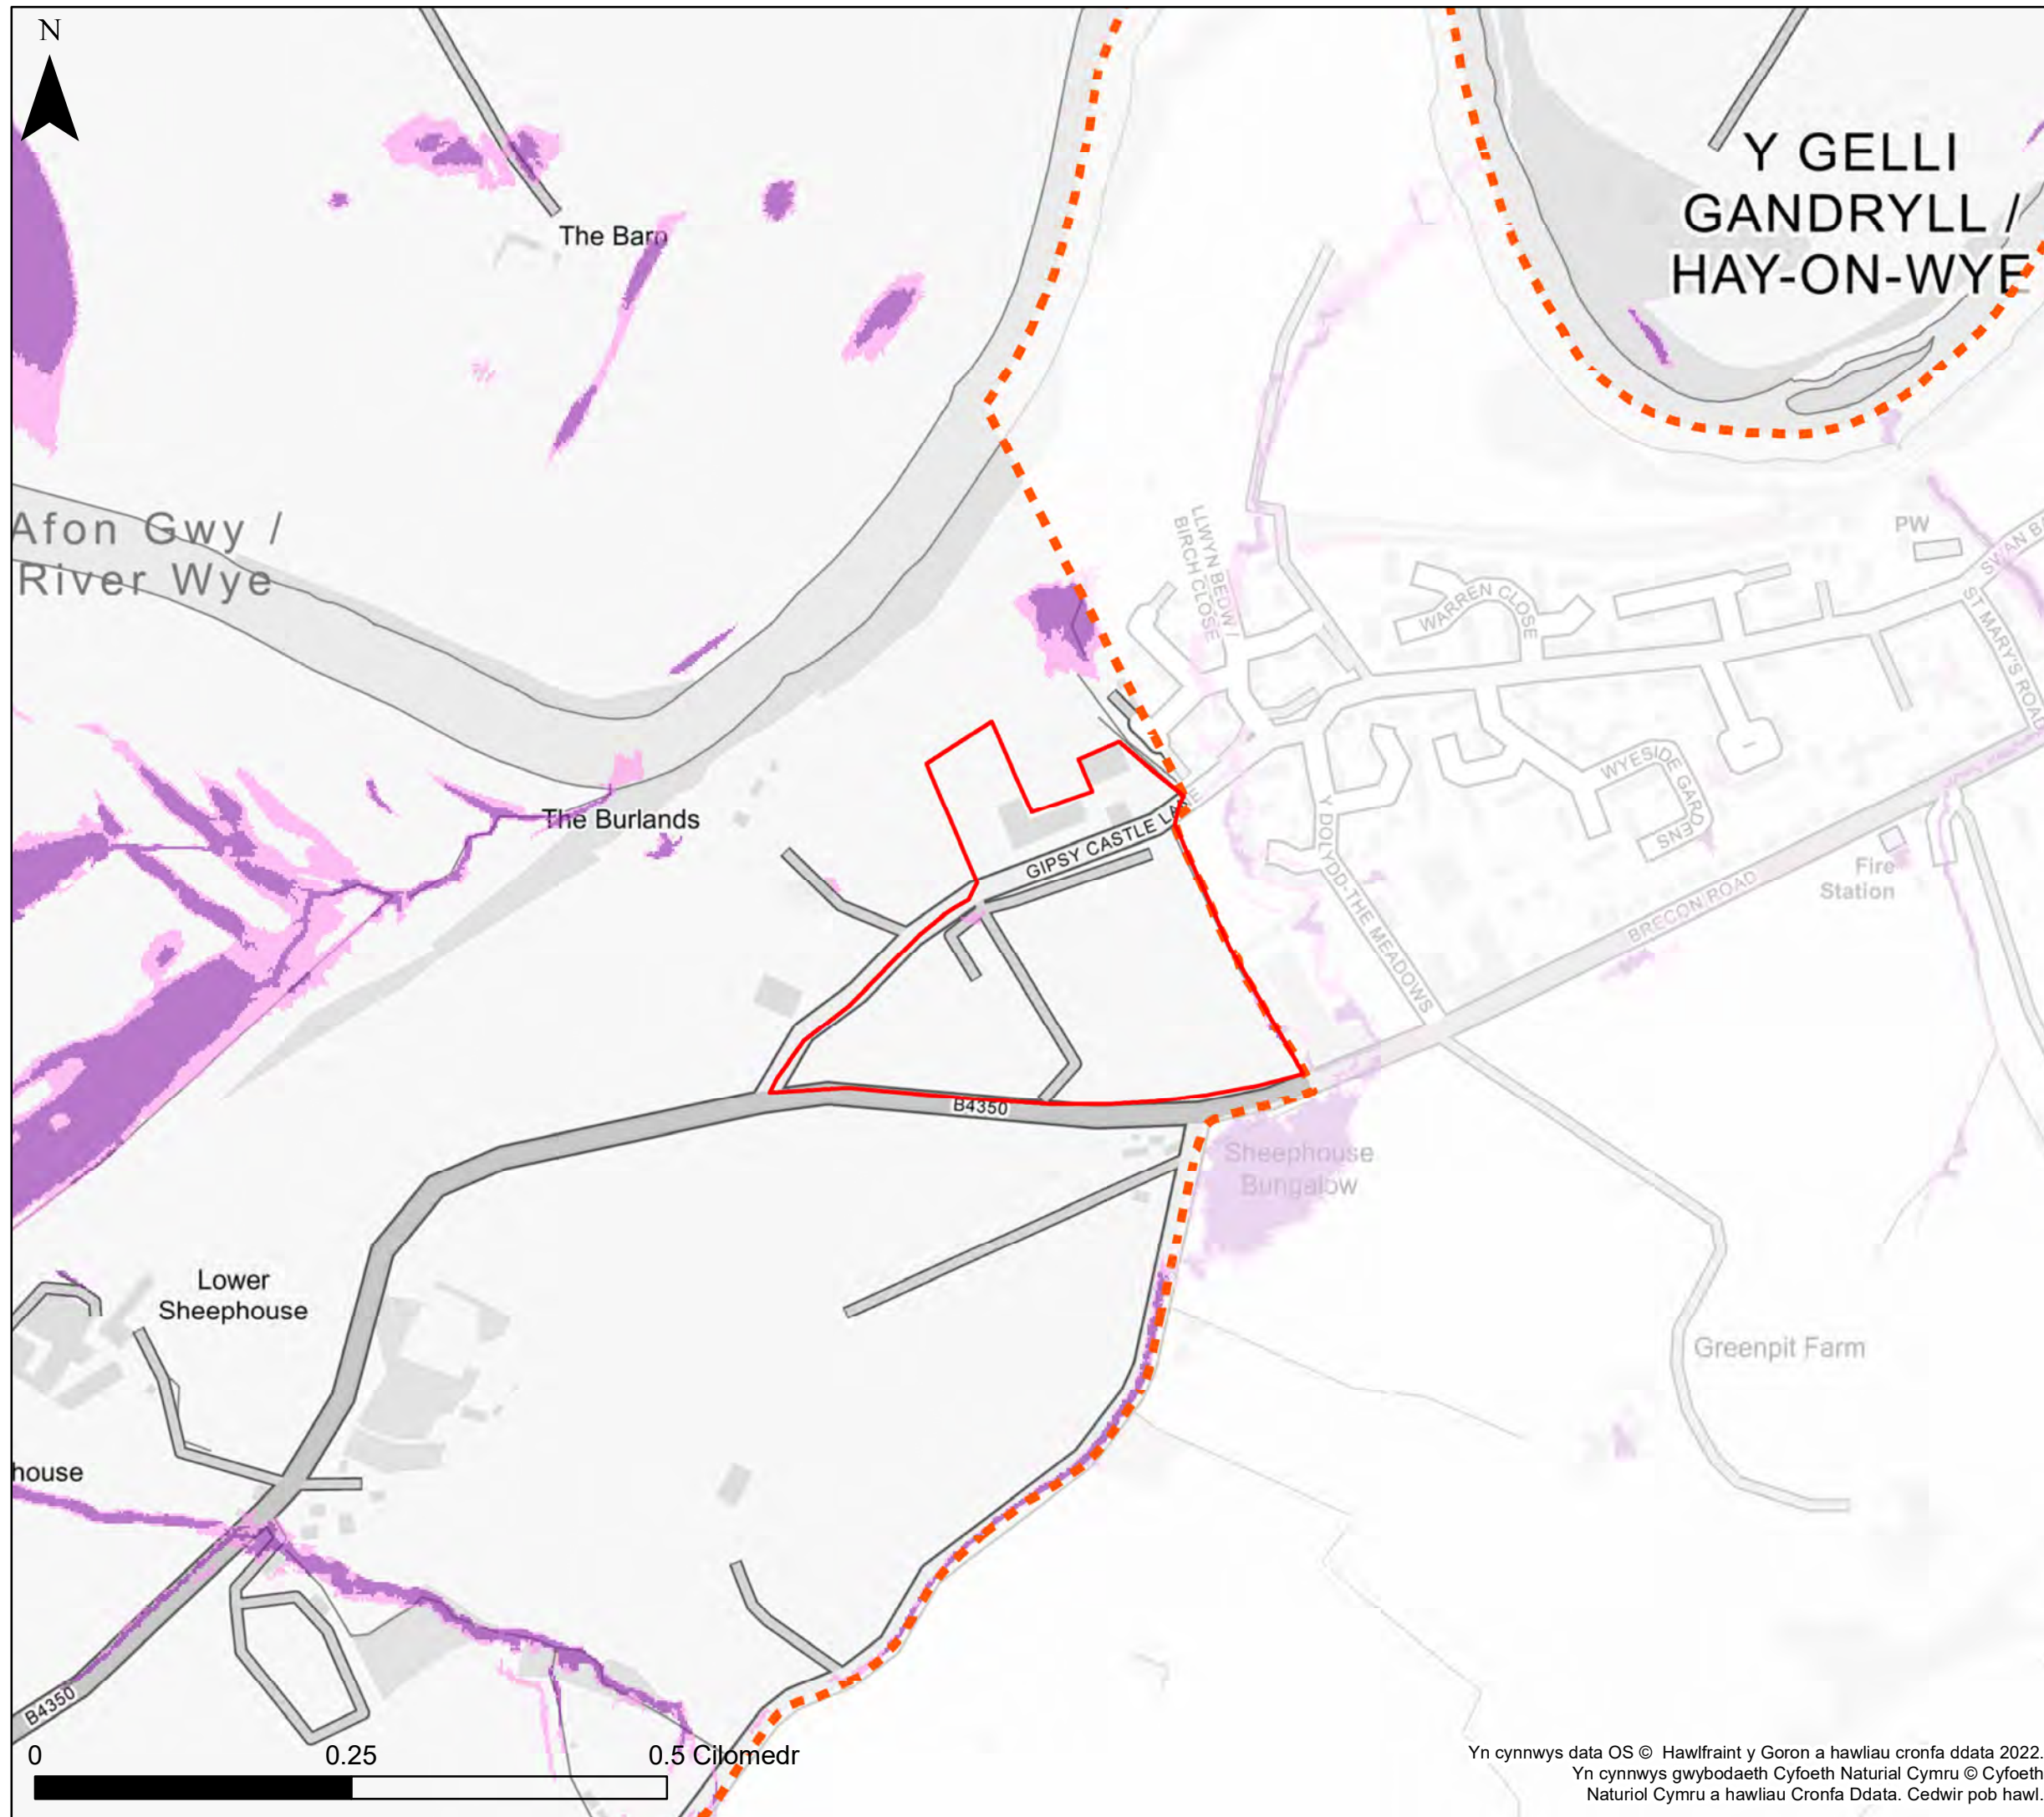 N
Y GELLI
GANDRYLL /
HAY-ON-WYE
The Barn
Afon Gwy /
River Wye
LLWYN BEDW /
BIRCH CLOSE
WARREN CLOSE
PW
ST MARY'S ROAD
WYESIDE GARDENS
The Burlands
GIPSY CASTLE LANE
Y DOLYDD-THE MEADOWS
BRECON ROAD
Fire
Station
B4350
Sheephouse
Bungalow
Lower
Sheephouse
Greenpit Farm
house
B4350
0 0.25 0.5 Cilomedr
Yn cynnwys data OS © Hawlfraint y Goron a hawliau cronfa ddata 2022.
Yn cynnwys gwybodaeth Cyfoeth Naturial Cymru © Cyfoeth
Naturiol Cymru a hawliau Cronfa Ddata. Cedwir pob hawl.